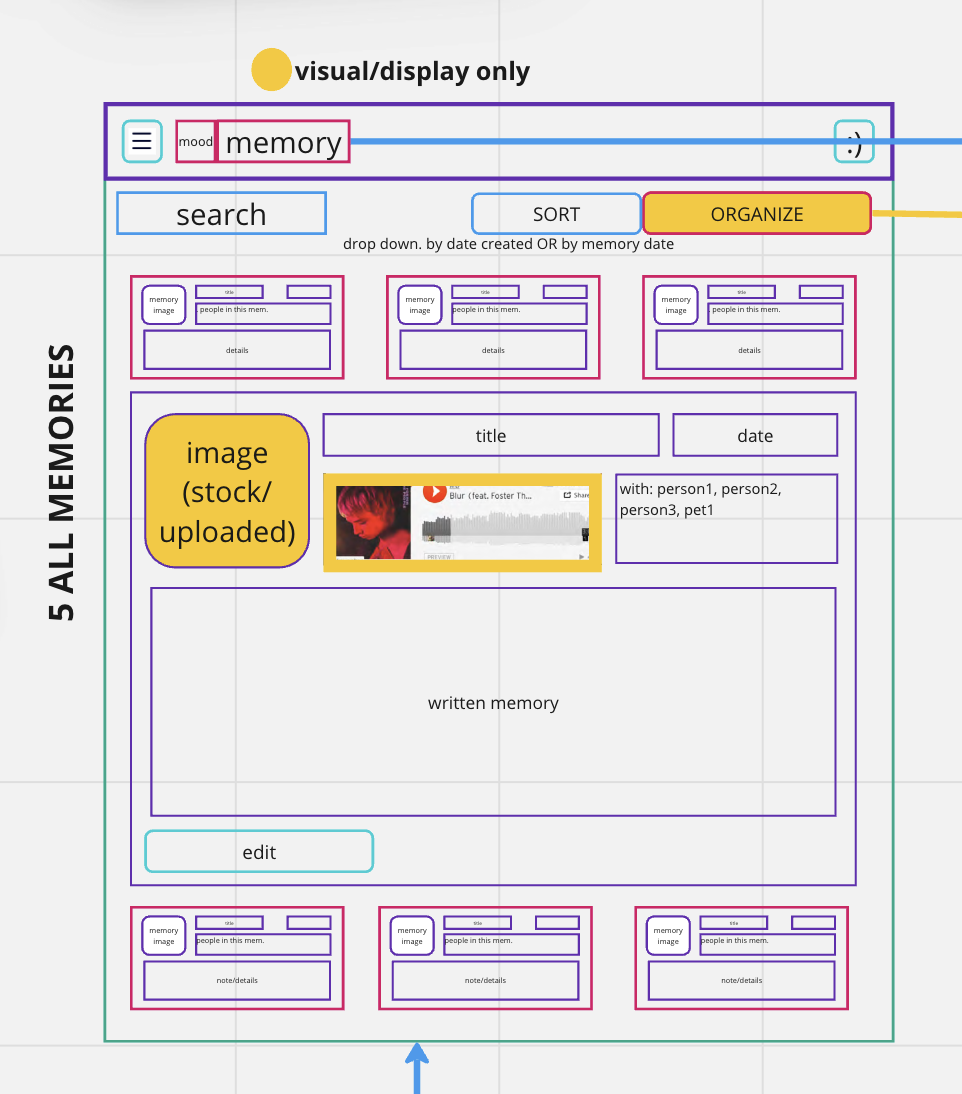 visual/display only
mood memory :)
search SORT ORGANIZE
drop down. by date created OR by memory date
5 ALL MEMORIES
memory image
title
people in this mem.
details
memory image
title
people in this mem.
details
memory image
title
people in this mem.
details
image
(stock/
uploaded)
title
date
Blur (feat. Foster Th...
Share
PREVIEW
with: person1, person2,
person3, pet1
written memory
edit
memory image
title
people in this mem.
note/details
memory image
title
people in this mem.
note/details
memory image
title
people in this mem.
note/details